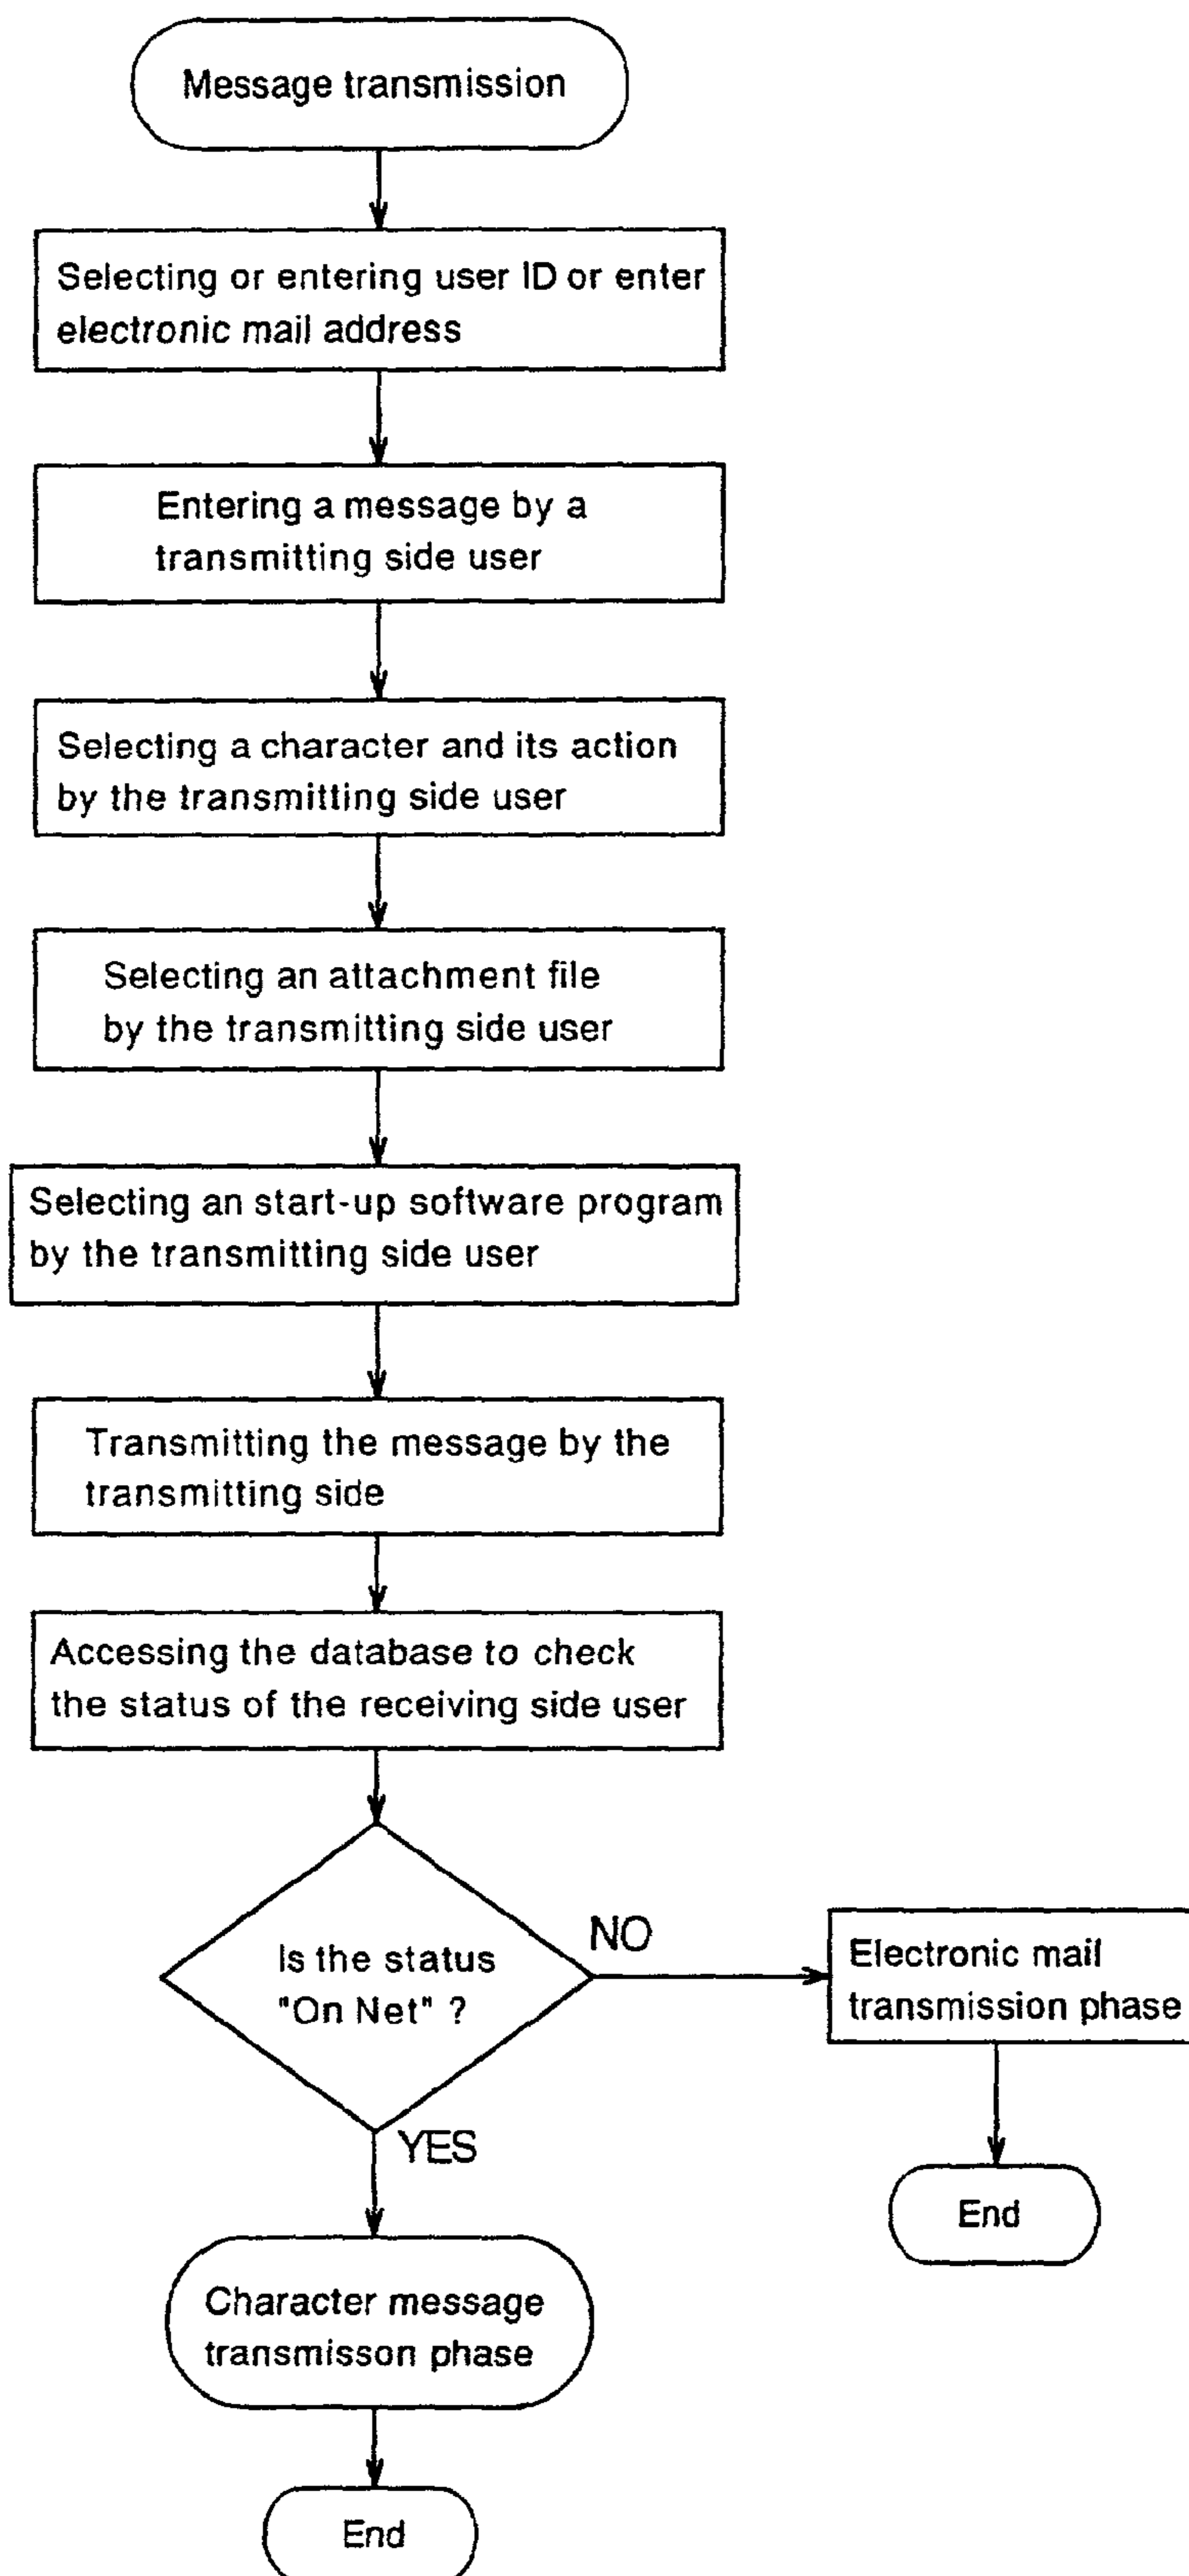 Message transmission
Selecting or entering user ID or enter
electronic mail address
Entering a message by a
transmitting side user
Selecting a character and its action
by the transmitting side user
Selecting an attachment file
by the transmitting side user
Selecting an start-up software program
by the transmitting side user
Transmitting the message by the
transmitting side
Accessing the database to check
the status of the receiving side user
Is the status
"On Net" ?
NO
Electronic mail
transmission phase
End
YES
Character message
transmisson phase
End